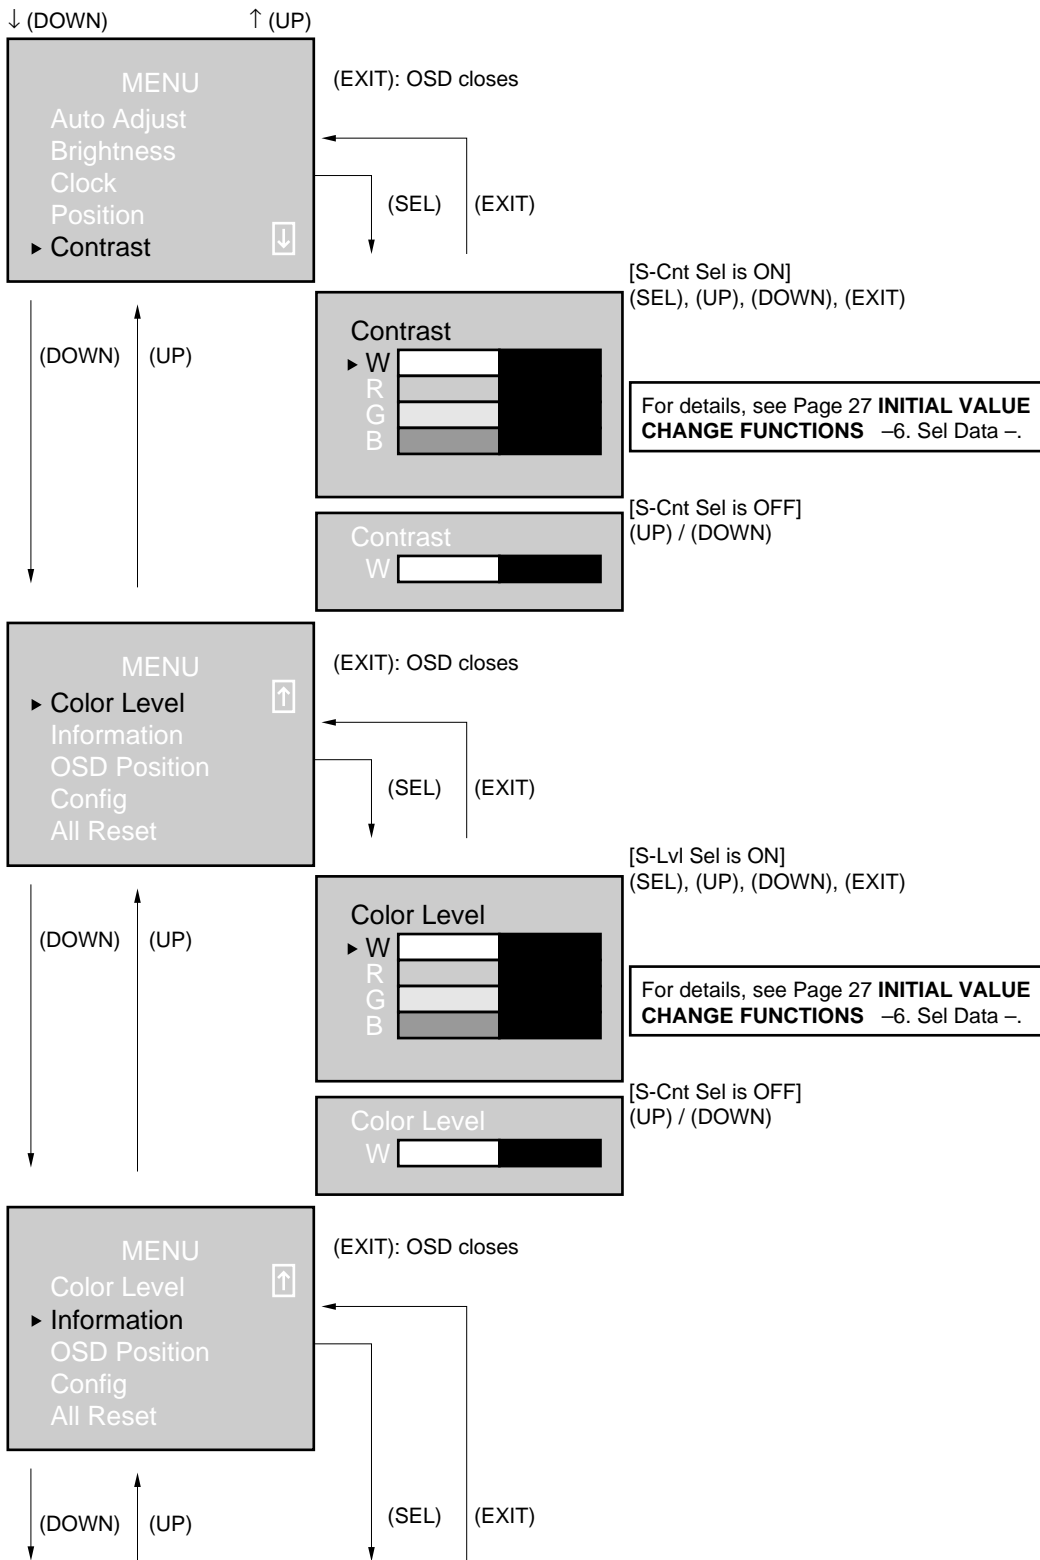 ↓ (DOWN) ↑ (UP)
MENU
Auto Adjust
Brightness
Clock
Position
Contrast
↓
(EXIT): OSD closes
(SEL) (EXIT)
(DOWN) (UP)
[S-Cnt Sel is ON]
(SEL), (UP), (DOWN), (EXIT)
Contrast
W
R
G
B
For details, see Page 27 INITIAL VALUE
CHANGE FUNCTIONS –6. Sel Data –.
[S-Cnt Sel is OFF]
(UP) / (DOWN)
Contrast
W
MENU
Color Level
↑
Information
OSD Position
Config
All Reset
(EXIT): OSD closes
(SEL) (EXIT)
(DOWN) (UP)
[S-Lvl Sel is ON]
(SEL), (UP), (DOWN), (EXIT)
Color Level
W
R
G
B
For details, see Page 27 INITIAL VALUE
CHANGE FUNCTIONS –6. Sel Data –.
[S-Cnt Sel is OFF]
(UP) / (DOWN)
Color Level
W
MENU
Color Level
↑
Information
OSD Position
Config
All Reset
(EXIT): OSD closes
(DOWN) (UP) (SEL) (EXIT)